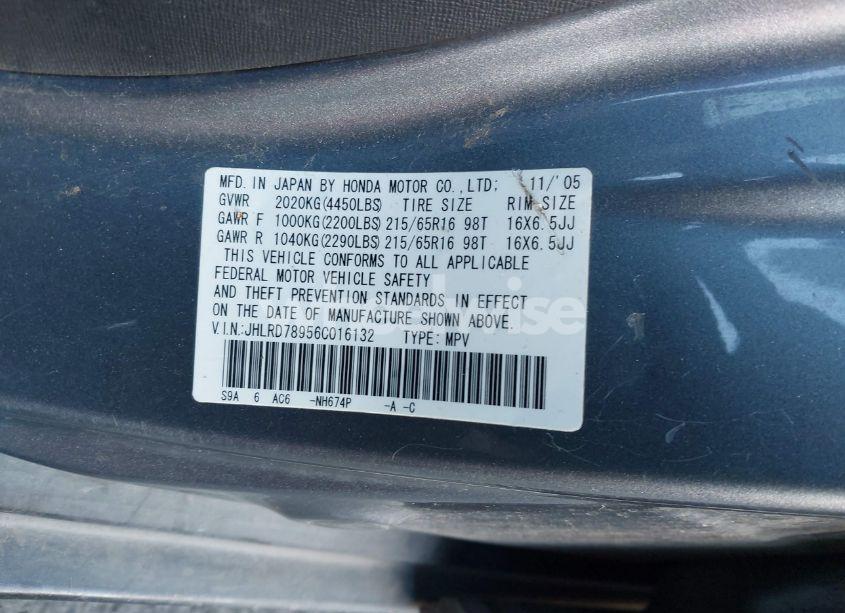 MFD. IN JAPAN BY HONDA MOTOR CO., LTD; 11/'05
GVWR 2020KG(4450LBS) TIRE SIZE RIM SIZE
GAWR F 1000KG(2200LBS) 215/65R16 98T 16X6.5JJ
GAWR R 1040KG(2290LBS) 215/65R16 98T 16X6.5JJ
THIS VEHICLE CONFORMS TO ALL APPLICABLE
FEDERAL MOTOR VEHICLE SAFETY
AND THEFT PREVENTION STANDARDS IN EFFECT
ON THE DATE OF MANUFACTURE SHOWN ABOVE.
V.I.N:JHLRD78956C016132 TYPE: MPV
S9A 6 AC6 -NH674P -A -C